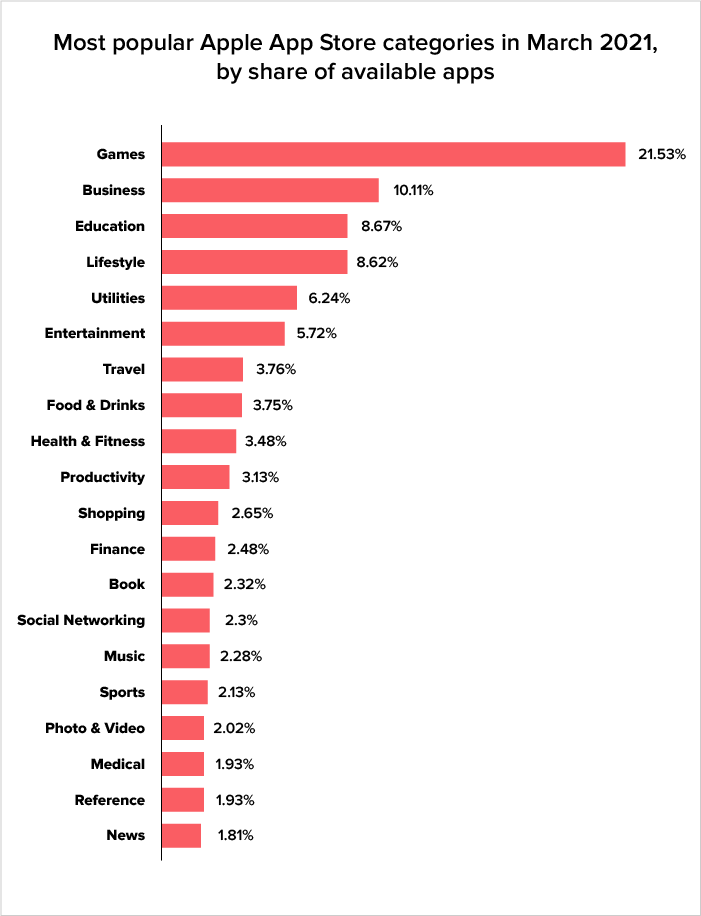 Most popular Apple App Store categories in March 2021,
by share of available apps
Games 21.53%
Business 10.11%
Education 8.67%
Lifestyle 8.62%
Utilities 6.24%
Entertainment 5.72%
Travel 3.76%
Food & Drinks 3.75%
Health & Fitness 3.48%
Productivity 3.13%
Shopping 2.65%
Finance 2.48%
Book 2.32%
Social Networking 2.3%
Music 2.28%
Sports 2.13%
Photo & Video 2.02%
Medical 1.93%
Reference 1.93%
News 1.81%